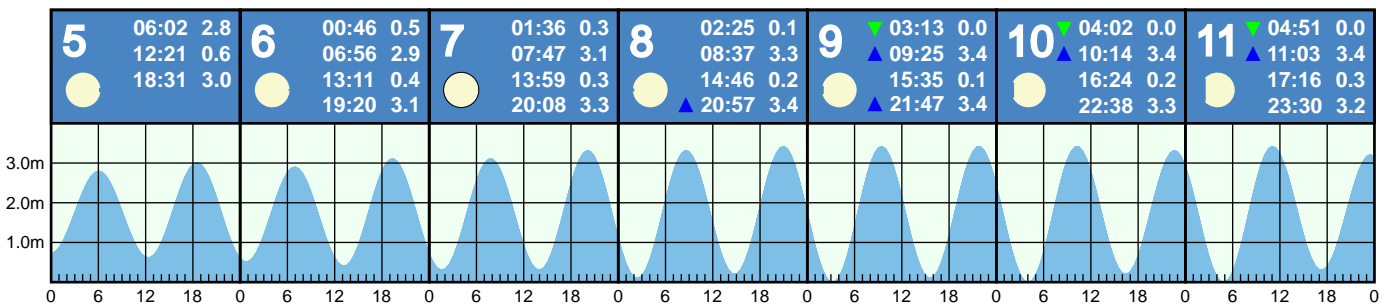 5
06:02 2.8
12:21 0.6
18:31 3.0
6
00:46 0.5
06:56 2.9
13:11 0.4
19:20 3.1
7
01:36 0.3
07:47 3.1
13:59 0.3
20:08 3.3
8
02:25 0.1
08:37 3.3
14:46 0.2
▲ 20:57 3.4
9
▼ 03:13 0.0
▲ 09:25 3.4
15:35 0.1
▲ 21:47 3.4
10
▼ 04:02 0.0
▲ 10:14 3.4
16:24 0.2
22:38 3.3
11
▼ 04:51 0.0
▲ 11:03 3.4
17:16 0.3
23:30 3.2
3.0m
2.0m
1.0m
0 6 12 18 0 6 12 18 0 6 12 18 0 6 12 18 0 6 12 18 0 6 12 18 0 6 12 18 0